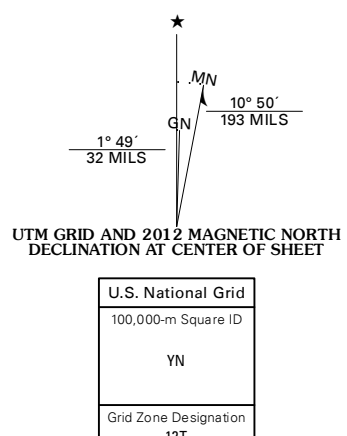 MN
10° 50´
193 MILS
GN
1° 49´
32 MILS
UTM GRID AND 2012 MAGNETIC NORTH
DECLINATION AT CENTER OF SHEET
U.S. National Grid
100,000-m Square ID
YN
Grid Zone Designation
12T